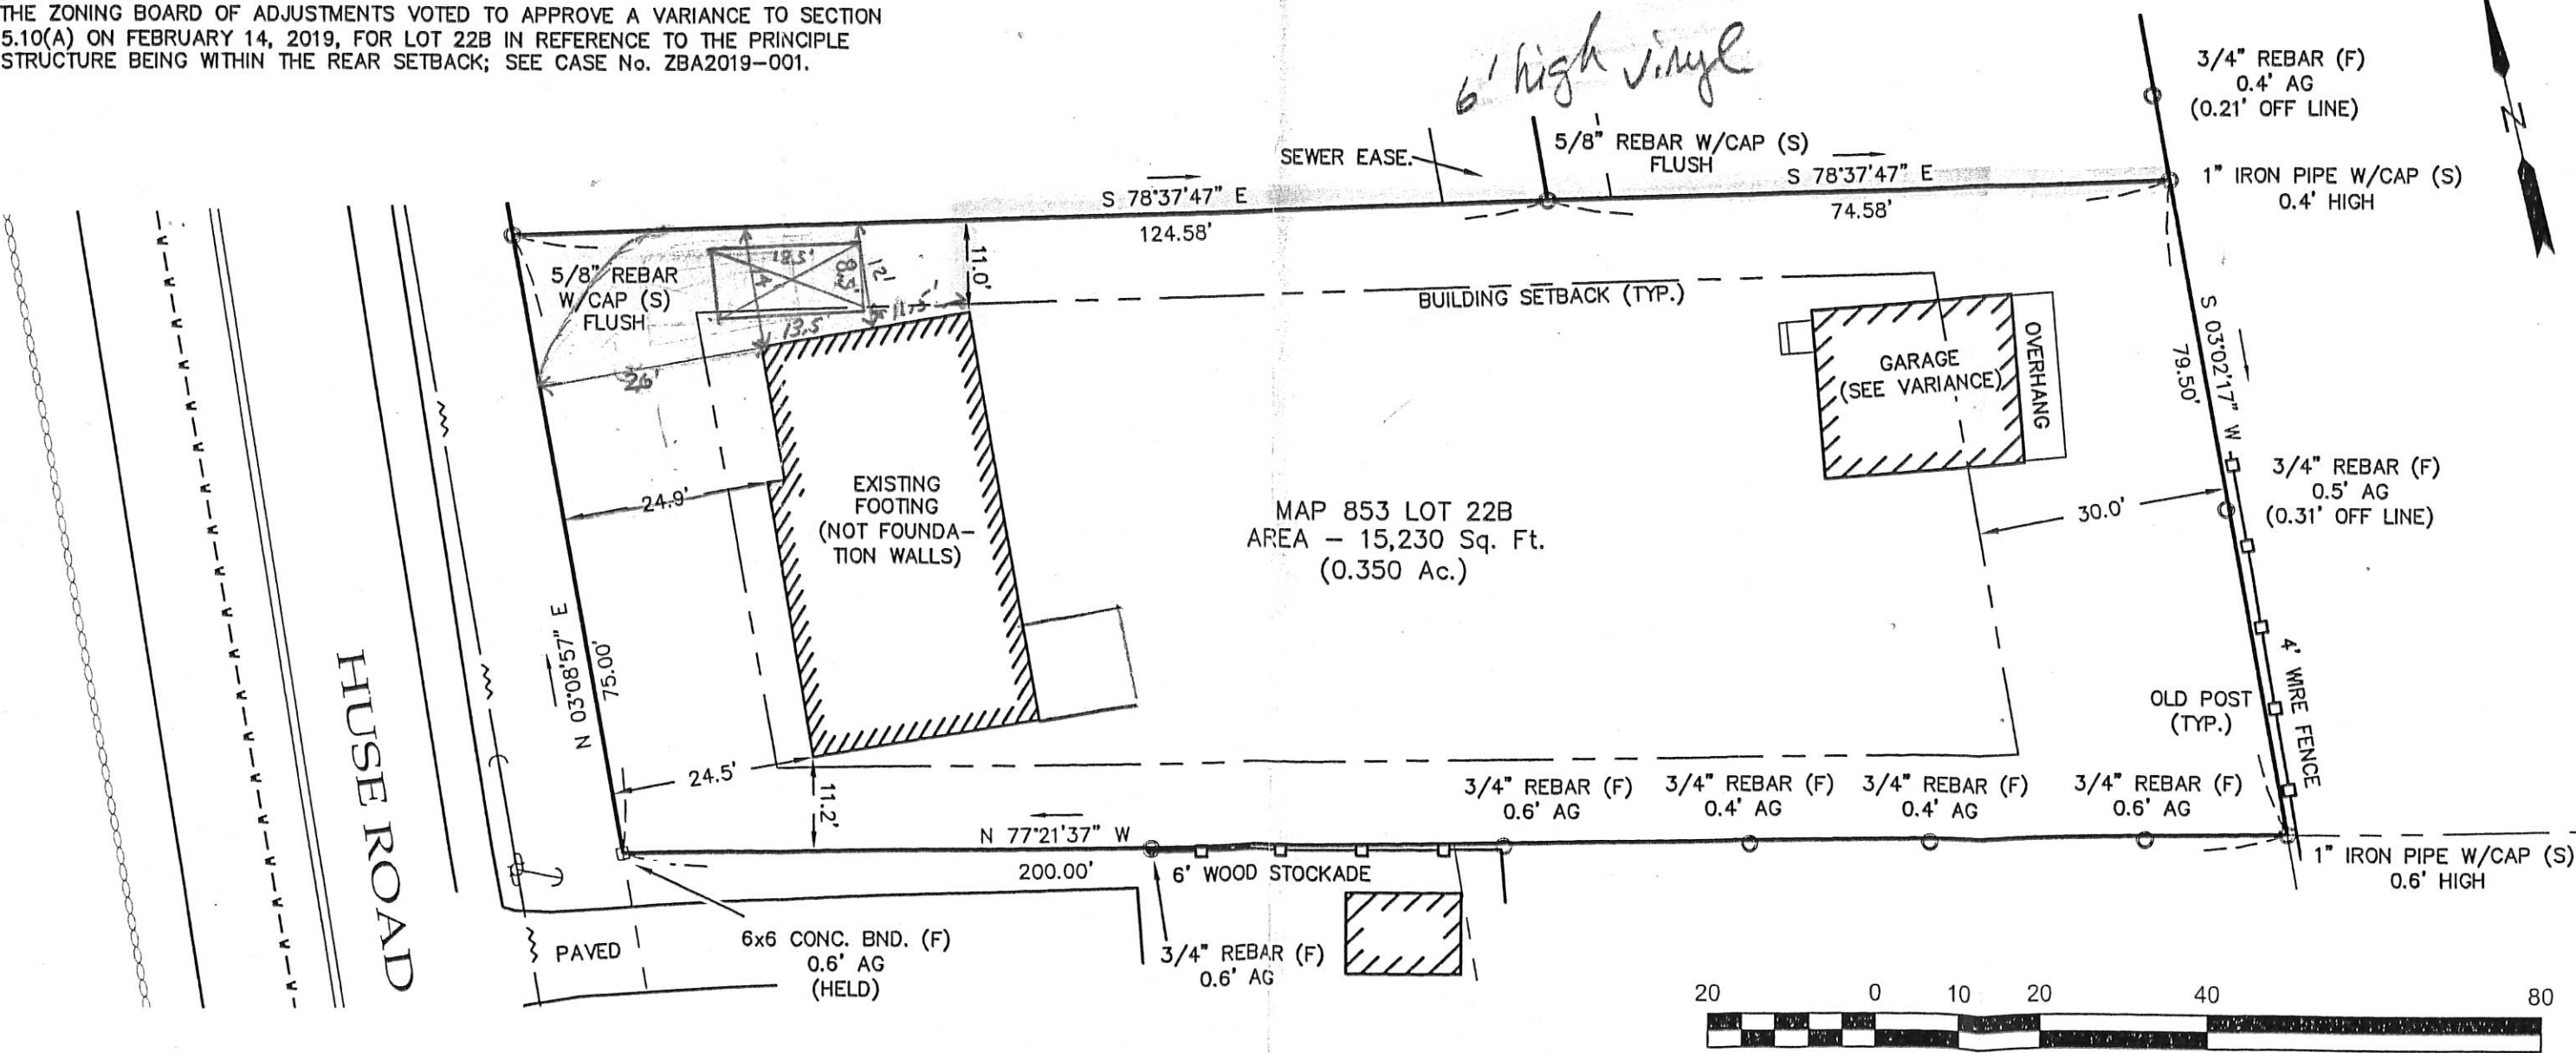 THE ZONING BOARD OF ADJUSTMENTS VOTED TO APPROVE A VARIANCE TO SECTION
5.10(A) ON FEBRUARY 14, 2019, FOR LOT 22B IN REFERENCE TO THE PRINCIPLE
STRUCTURE BEING WITHIN THE REAR SETBACK; SEE CASE No. ZBA2019-001.
6' high vinyl
3/4" REBAR (F)
0.4' AG
(0.21' OFF LINE)
N
SEWER EASE.
5/8" REBAR W/CAP (S)
FLUSH
S 78°37'47" E
124.58'
S 78°37'47" E
74.58'
1" IRON PIPE W/CAP (S)
0.4' HIGH
5/8" REBAR
W/CAP (S)
FLUSH
18.5'
8.5'
12'
11.0'
13.5'
26'
BUILDING SETBACK (TYP.)
GARAGE
(SEE VARIANCE)
OVERHANG
S 03°02'17" W
79.50'
24.9'
EXISTING
FOOTING
(NOT FOUNDA-
TION WALLS)
MAP 853 LOT 22B
AREA - 15,230 Sq. Ft.
(0.350 Ac.)
30.0'
3/4" REBAR (F)
0.5' AG
(0.31' OFF LINE)
HUSE ROAD
N 03°08'57" E
75.00'
24.5'
11.2'
OLD POST
(TYP.)
4' WIRE FENCE
3/4" REBAR (F)
0.6' AG
3/4" REBAR (F)
0.4' AG
3/4" REBAR (F)
0.4' AG
3/4" REBAR (F)
0.6' AG
N 77°21'37" W
200.00'
6' WOOD STOCKADE
1" IRON PIPE W/CAP (S)
0.6' HIGH
PAVED
6x6 CONC. BND. (F)
0.6' AG
(HELD)
3/4" REBAR (F)
0.6' AG
20 0 10 20 40 80